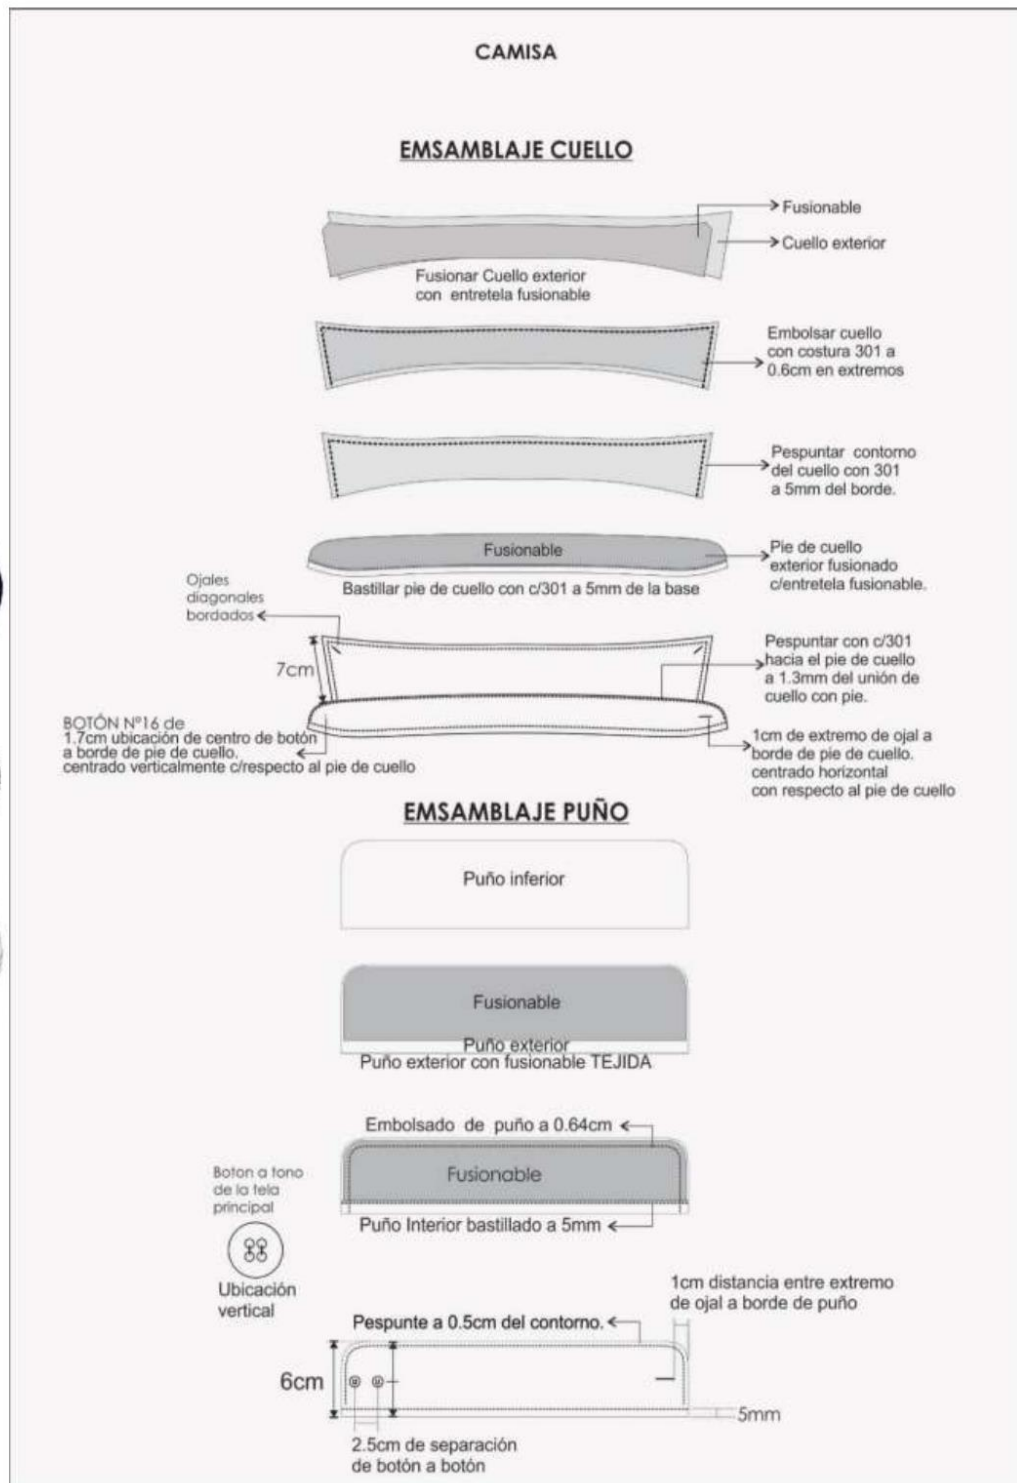 CAMISA
EMSAMBLAJE CUELLO
Fusionable
Cuello exterior
Fusionar Cuello exterior
con entretela fusionable
Embolsar cuello
con costura 301 a
0.6cm en extremos
Pespuntar contorno
del cuello con 301
a 5mm del borde.
Fusionable
Pie de cuello
exterior fusionado
c/entretela fusionable.
Bastillar pie de cuello con c/301 a 5mm de la base
Ojales
diagonales
bordados
7cm
Pespuntar con c/301
hacia el pie de cuello
a 1.3mm del unión de
cuello con pie.
BOTÓN Nº16 de
1.7cm ubicación de centro de botón
a borde de pie de cuello.
centrado verticalmente c/respecto al pie de cuello
1cm de extremo de ojal a
borde de pie de cuello.
centrado horizontal
con respecto al pie de cuello
EMSAMBLAJE PUÑO
Puño inferior
Fusionable
Puño exterior
Puño exterior con fusionable TEJIDA
Embolsado de puño a 0.64cm
Fusionable
Puño Interior bastillado a 5mm
Boton a tono
de la tela
principal
Ubicación
vertical
1cm distancia entre extremo
de ojal a borde de puño
Pespunte a 0.5cm del contorno.
6cm
5mm
2.5cm de separación
de botón a botón